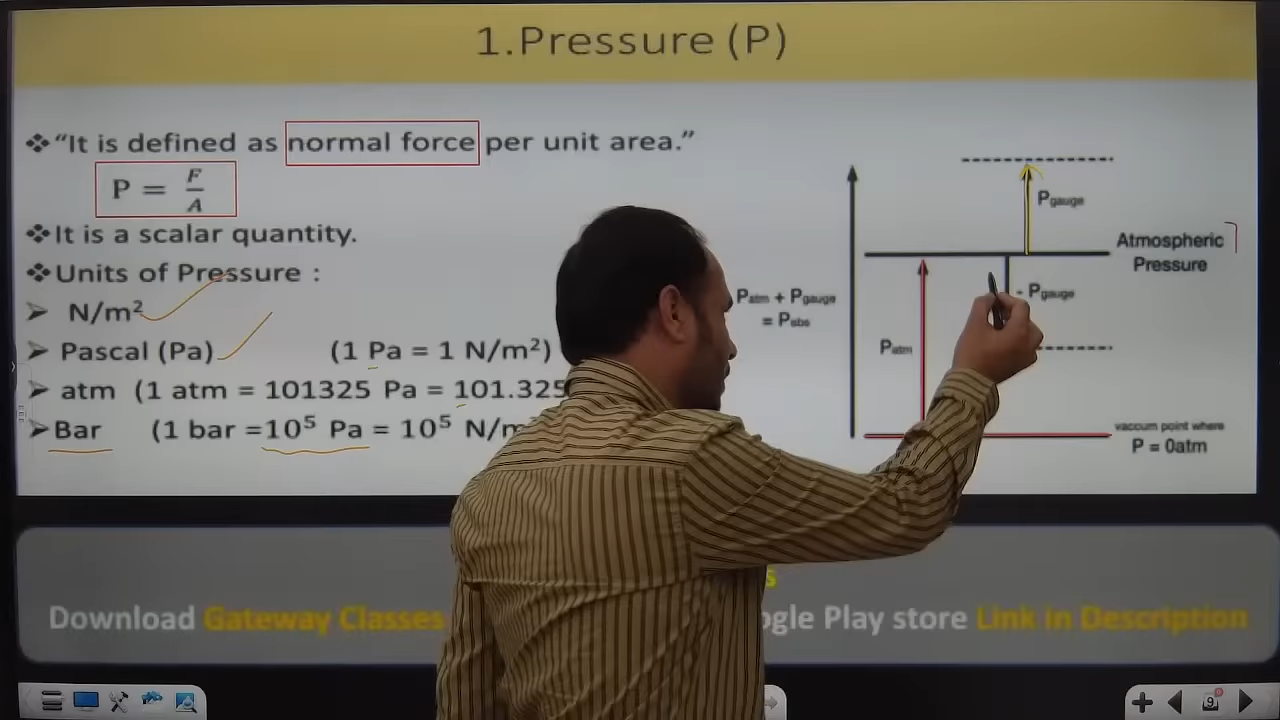 1.Pressure (P)
❖“It is defined as normal force per unit area.”
P = F/A
❖It is a scalar quantity.
❖Units of Pressure :
➤ N/m²
➤ Pascal (Pa) (1 Pa = 1 N/m²)
➤ atm (1 atm = 101325 Pa = 101.325
➤Bar (1 bar =10⁵ Pa = 10⁵ N/m
Pgauge
Atmospheric
Pressure
- Pgauge
Patm + Pgauge
= Pabs
Patm
vaccum point where
P = 0atm
Download Gateway Classes Play store Link in Description
9